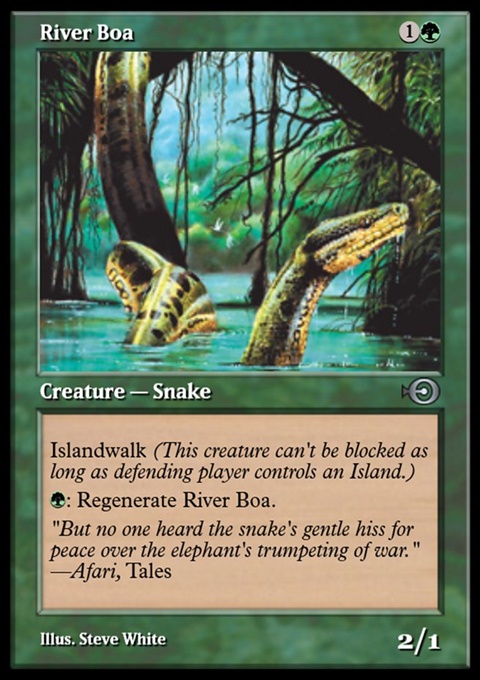 River Boa 1
Creature — Snake
Islandwalk (This creature can't be blocked as
long as defending player controls an Island.)
: Regenerate River Boa.
"But no one heard the snake's gentle hiss for
peace over the elephant's trumpeting of war."
—Afari, Tales
Illus. Steve White
2/1